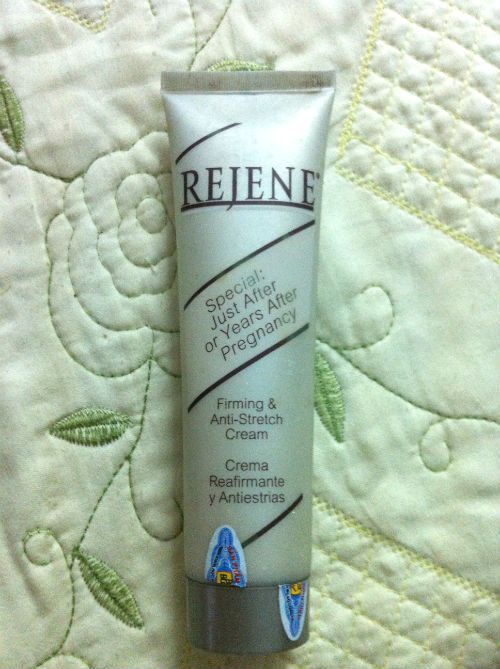 REJENE®
Special:
Just After
or Years After
Pregnancy
Firming &
Anti-Stretch
Cream
Crema
Reafirmante
y Antiestrias